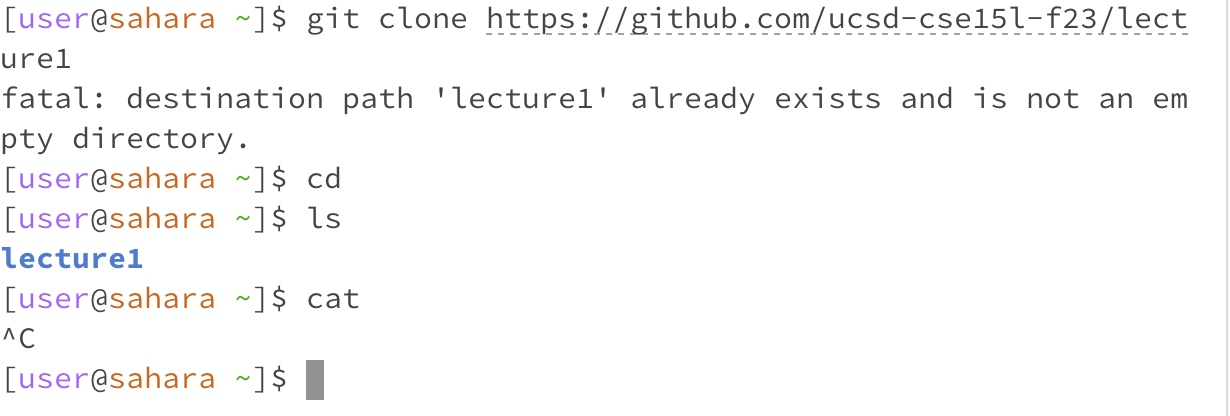 [user@sahara ~]$ git clone https://github.com/ucsd-cse15l-f23/lect
ure1
fatal: destination path 'lecture1' already exists and is not an em
pty directory.
[user@sahara ~]$ cd
[user@sahara ~]$ ls
lecture1
[user@sahara ~]$ cat
^C
[user@sahara ~]$